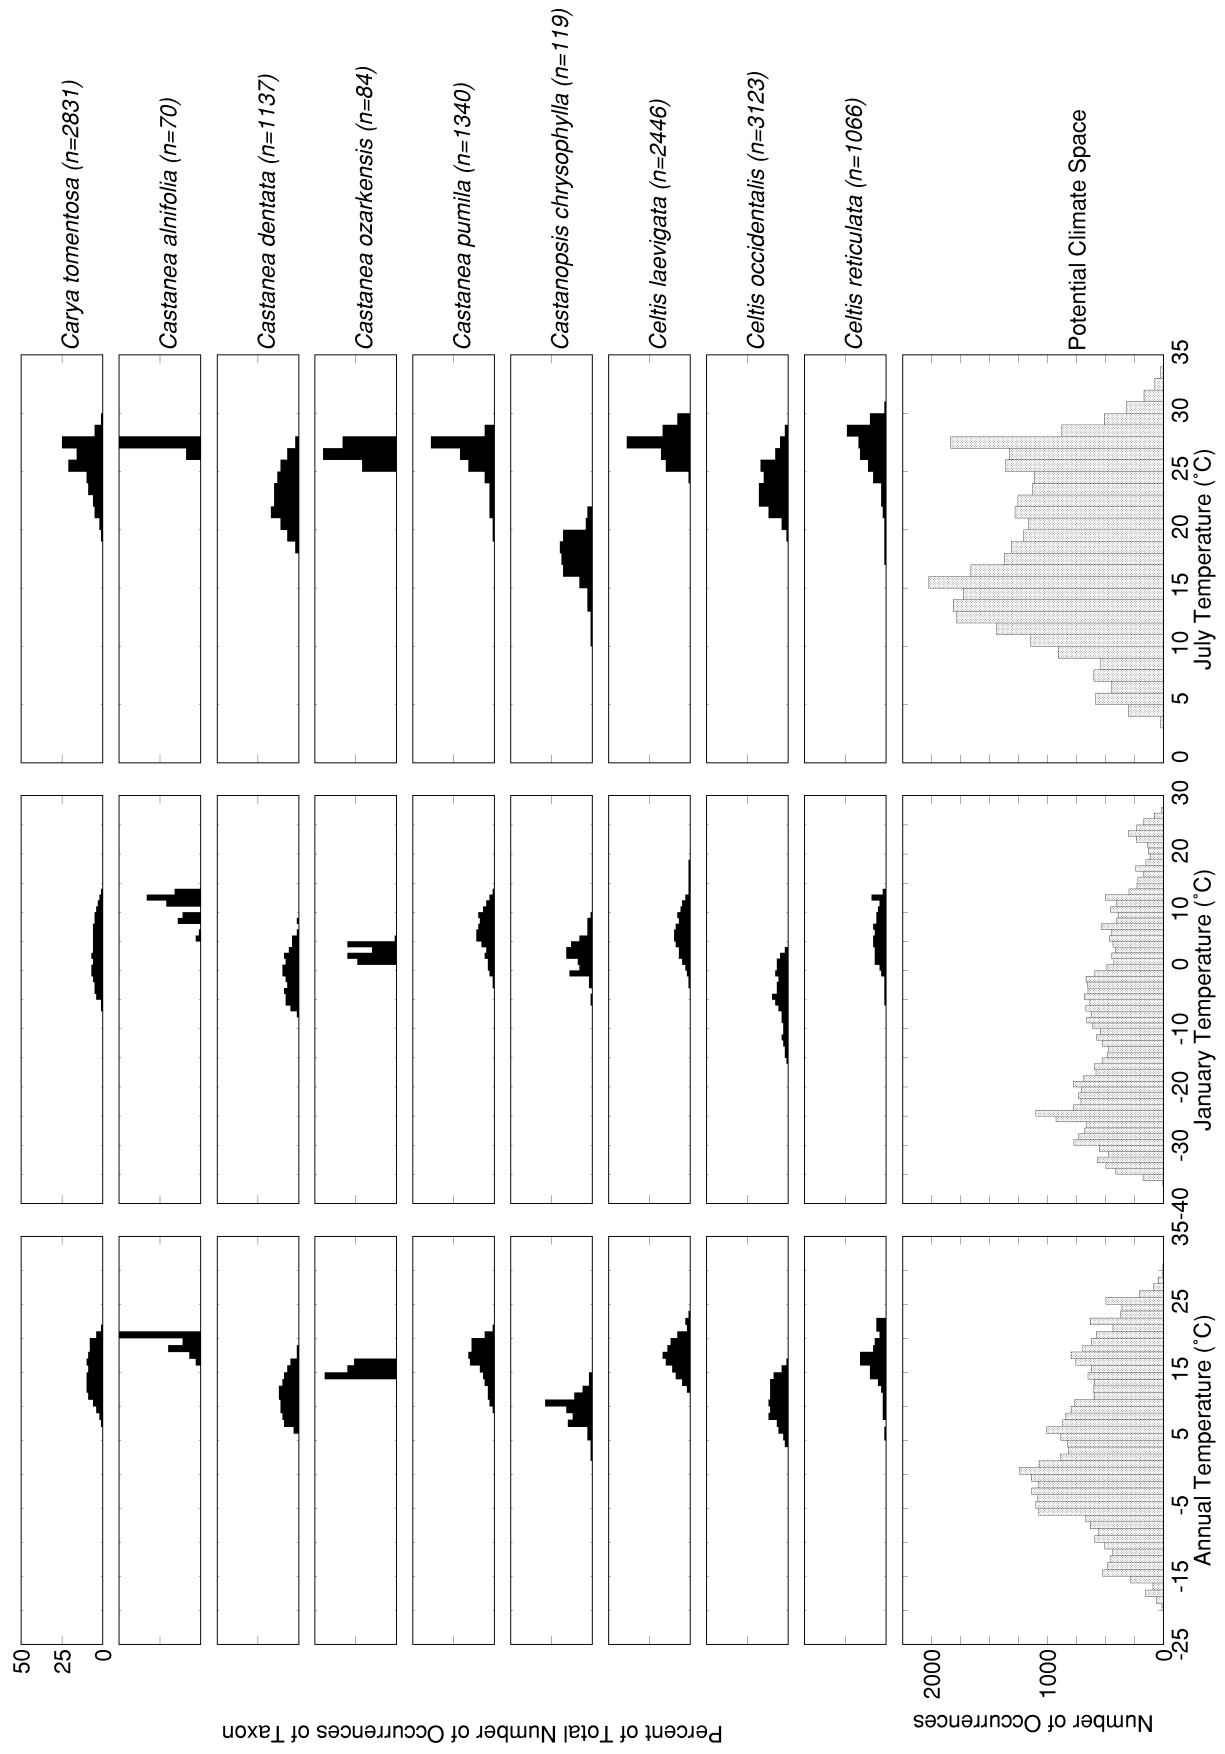 Carya tomentosa (n=2831)
Castanea alnifolia (n=70)
Castanea dentata (n=1137)
Castanea ozarkensis (n=84)
Castanea pumila (n=1340)
Castanopsis chrysophylla (n=119)
Celtis laevigata (n=2446)
Celtis occidentalis (n=3123)
Celtis reticulata (n=1066)
Potential Climate Space
50
25
0
Percent of Total Number of Occurrences of Taxon
2000
1000
0
Number of Occurrences
-25 -15 -5 5 15 25 35
Annual Temperature (˚C)
-40 -30 -20 -10 0 10 20 30
January Temperature (˚C)
0 5 10 15 20 25 30 35
July Temperature (˚C)